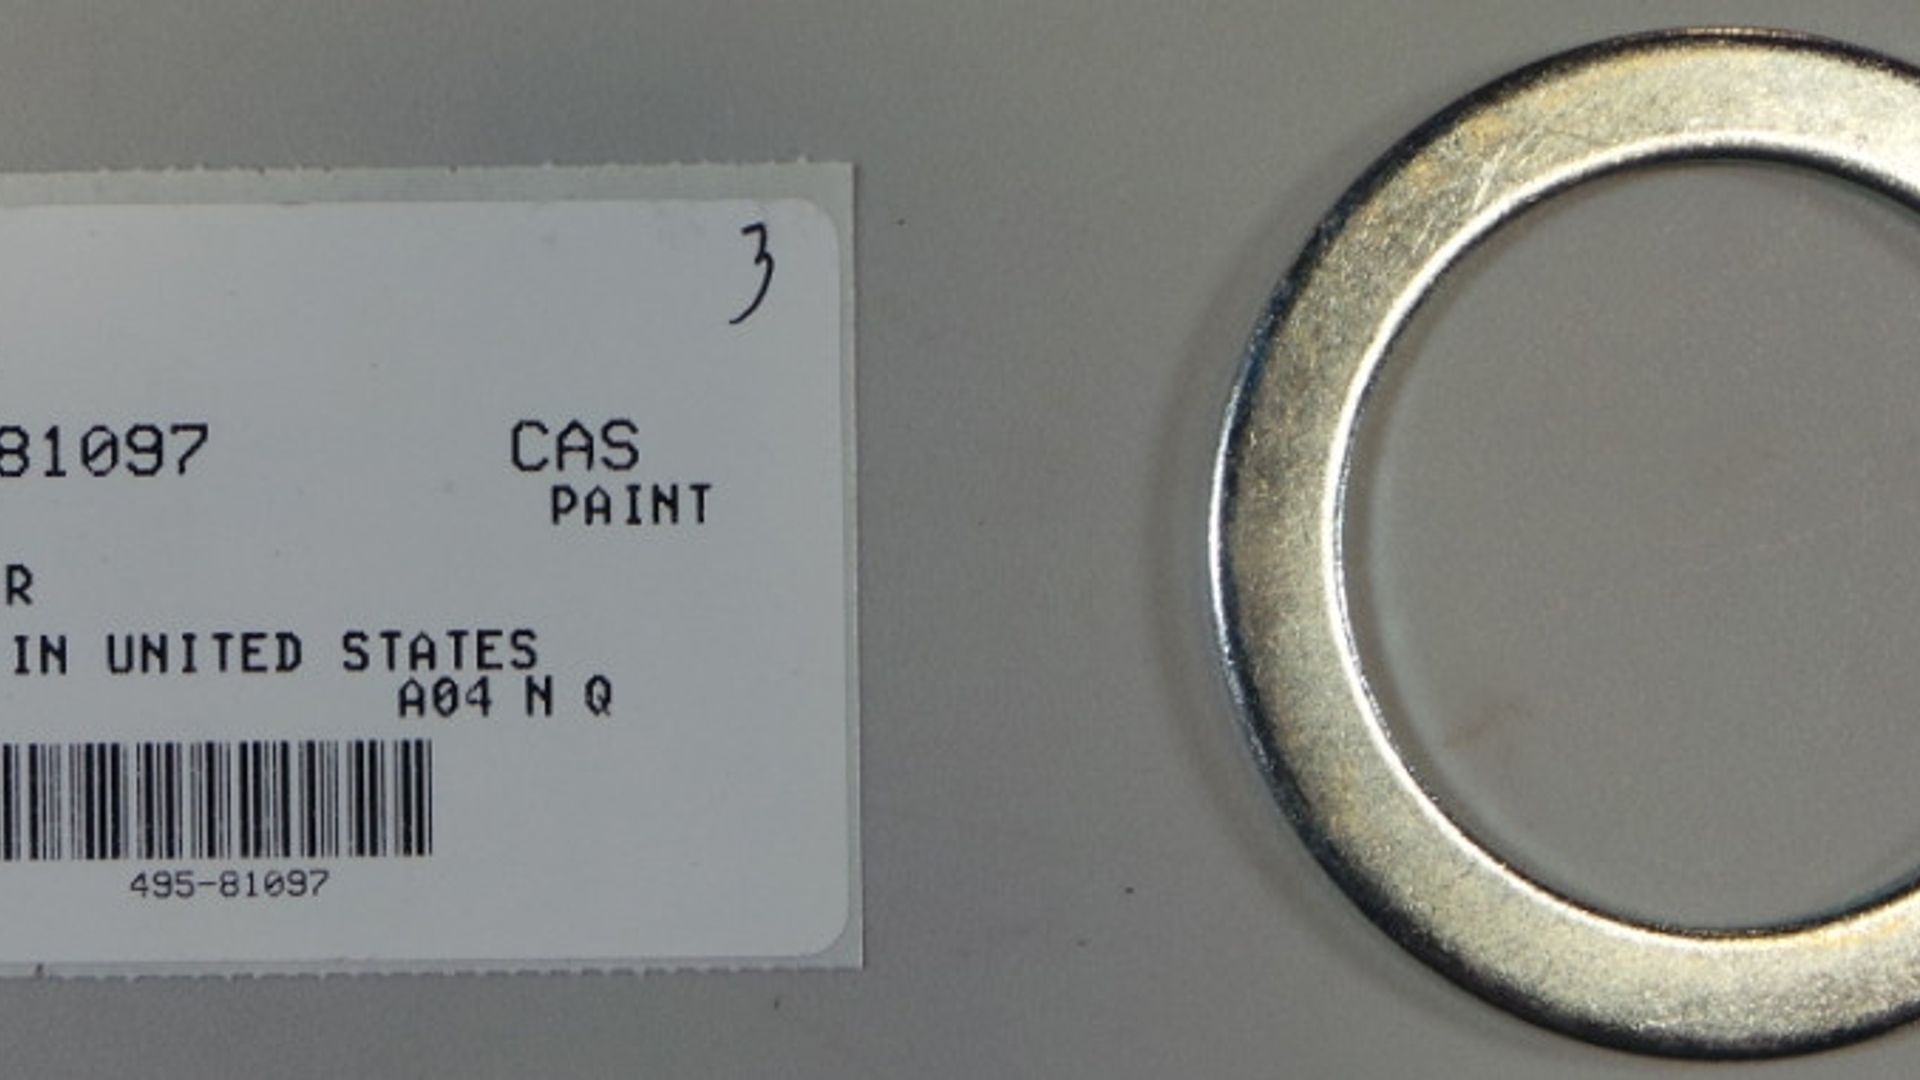 3
81097 CAS
PAINT
R
IN UNITED STATES
A04 N Q
495-81097